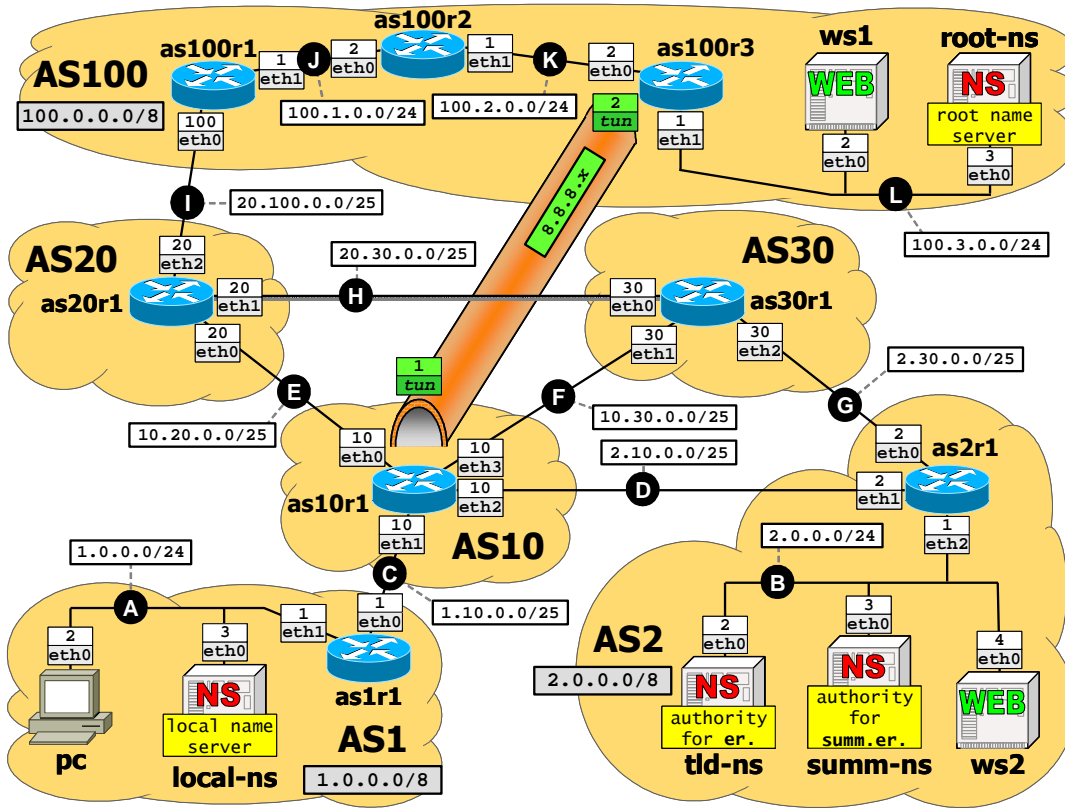 as100r2
ws1
root-ns
as100r1
as100r3
AS100
1
eth1
J
2
eth0
1
eth1
K
2
eth0
WEB
NS
100.0.0.0/8
100.1.0.0/24
100.2.0.0/24
2
tun
root name
server
100
eth0
1
eth1
2
eth0
3
eth0
8.8.8.x
I
20.100.0.0/25
L
100.3.0.0/24
AS20
20
eth2
20.30.0.0/25
AS30
as20r1
20
eth1
H
30
eth0
as30r1
20
eth0
30
eth1
30
eth2
2.30.0.0/25
1
tun
E
F
G
10.20.0.0/25
10.30.0.0/25
10
eth0
10
eth3
2.10.0.0/25
2
eth0
as2r1
as10r1
10
eth2
D
2
eth1
10
eth1
AS10
1
eth2
1.0.0.0/24
2.0.0.0/24
C
B
A
1.10.0.0/25
2
eth0
3
eth0
1
eth1
1
eth0
AS2
2
eth0
3
eth0
4
eth0
2.0.0.0/8
NS
as1r1
NS
NS
WEB
local name
server
AS1
authority
for er.
authority
for
summ.er.
pc
local-ns
1.0.0.0/8
tld-ns
summ-ns
ws2